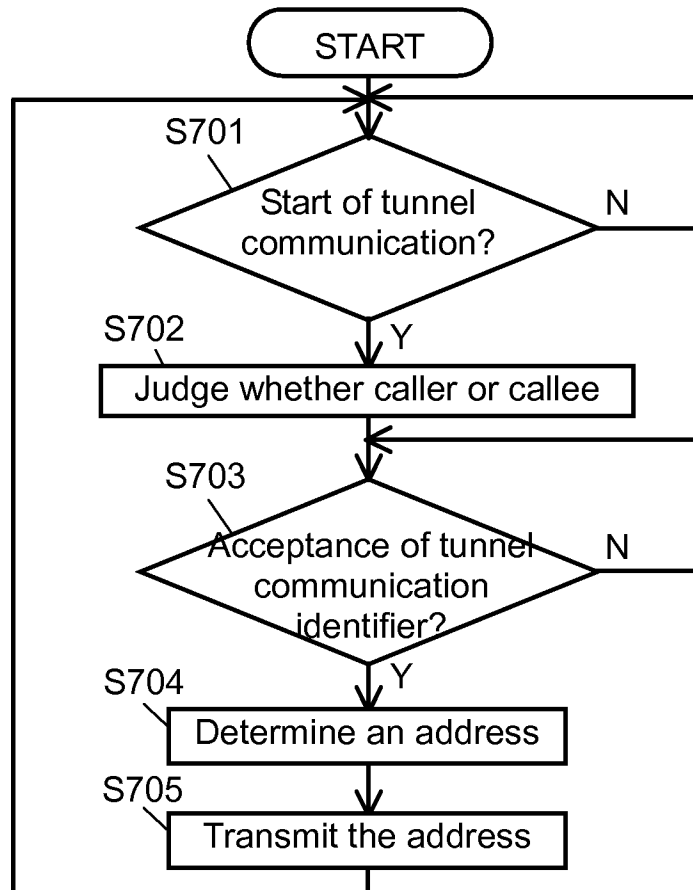 START
S701
Start of tunnel
communication?
N
Y
S702
Judge whether caller or callee
S703
Acceptance of tunnel
communication
identifier?
N
Y
S704
Determine an address
S705
Transmit the address